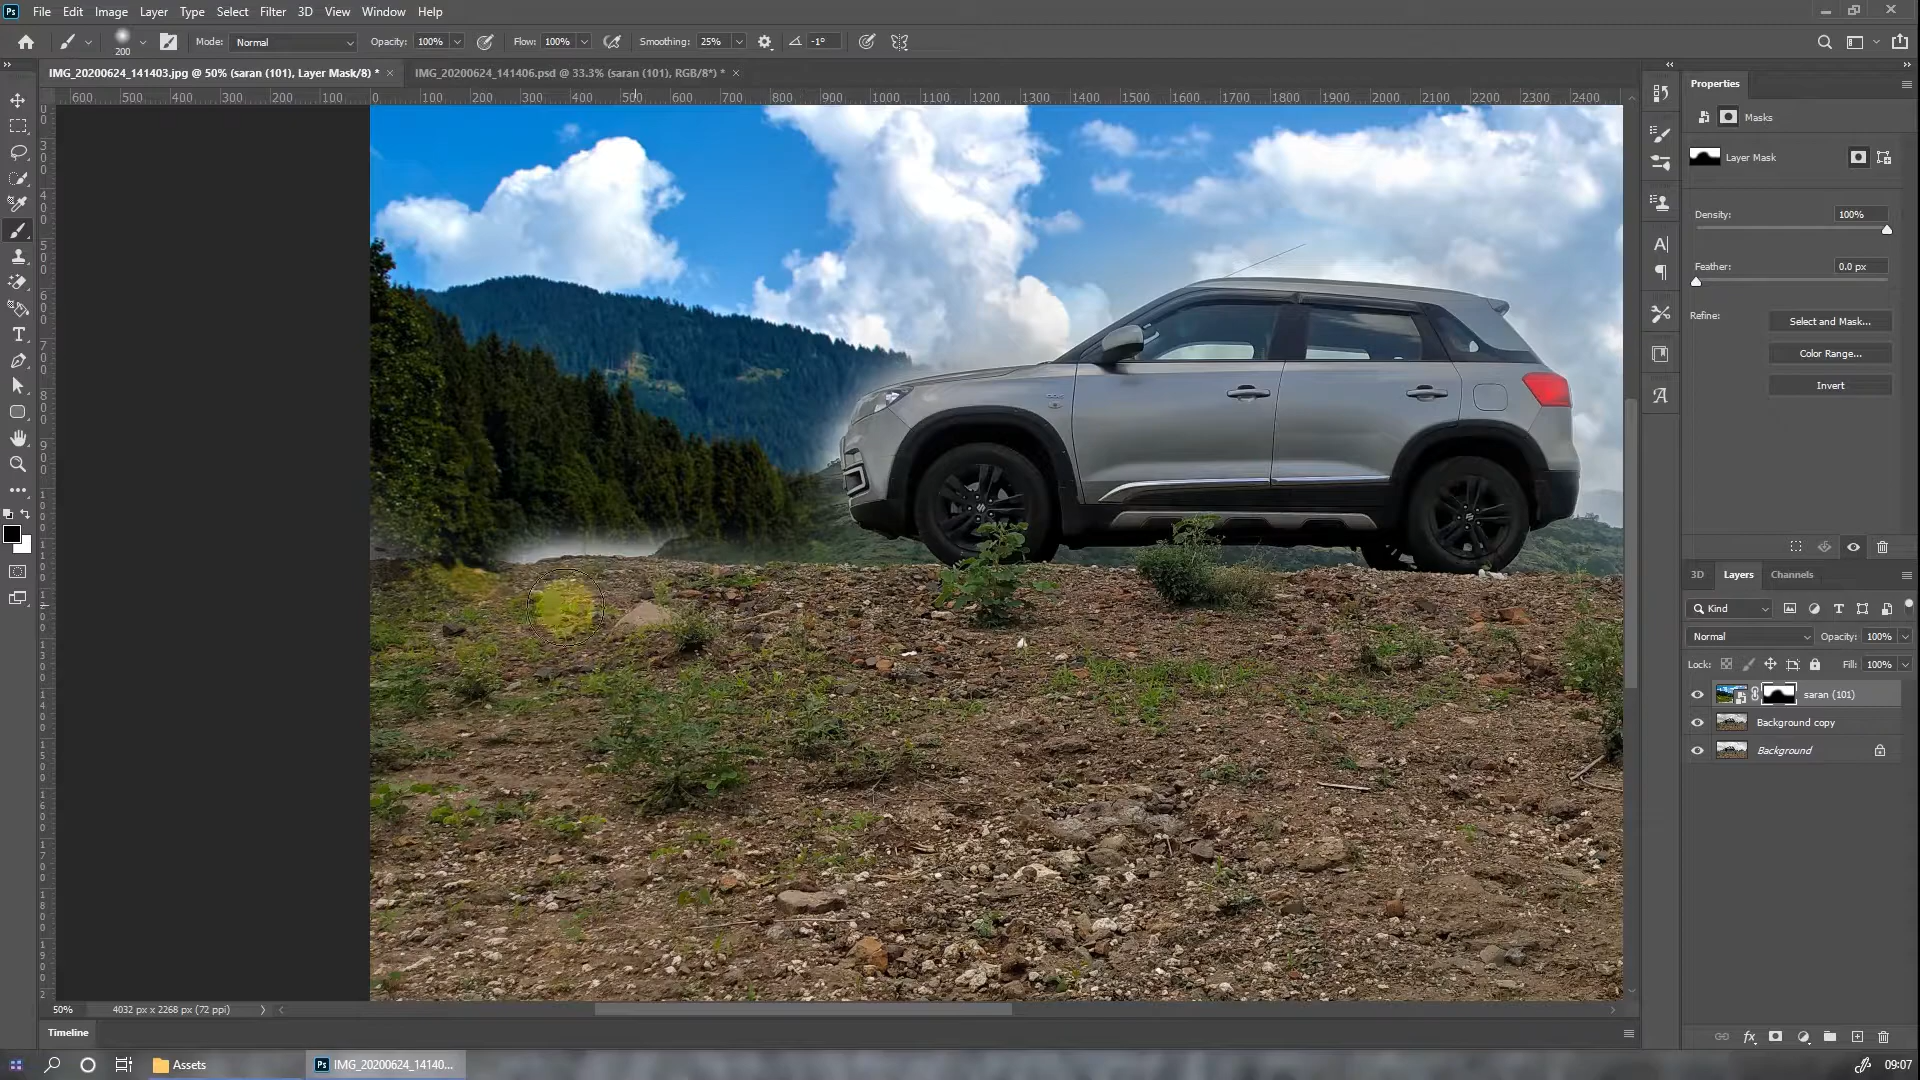 Ps File Edit Image Layer Type Select Filter 3D View Window Help
200 Mode: Normal Opacity: 100% Flow: 100% Smoothing: 25% -1°
IMG_20200624_141403.jpg @ 50% (saran (101), Layer Mask/8) * × IMG_20200624_141406.psd @ 33.3% (saran (101), RGB/8*) * ×
600 500 400 300 200 100 0 100 200 300 400 500 600 700 800 900 1000 1100 1200 1300 1400 1500 1600 1700 1800 1900 2000 2100 2200 2300 2400
Properties
Masks
Layer Mask
Density: 100%
Feather: 0.0 px
Refine: Select and Mask...
Color Range...
Invert
3D Layers Channels
Kind
Normal Opacity: 100%
Lock: Fill: 100%
saran (101)
Background copy
Background
50% 4032 px x 2268 px (72 ppi)
Timeline
fx
Assets Ps IMG_20200624_14140... 09:07